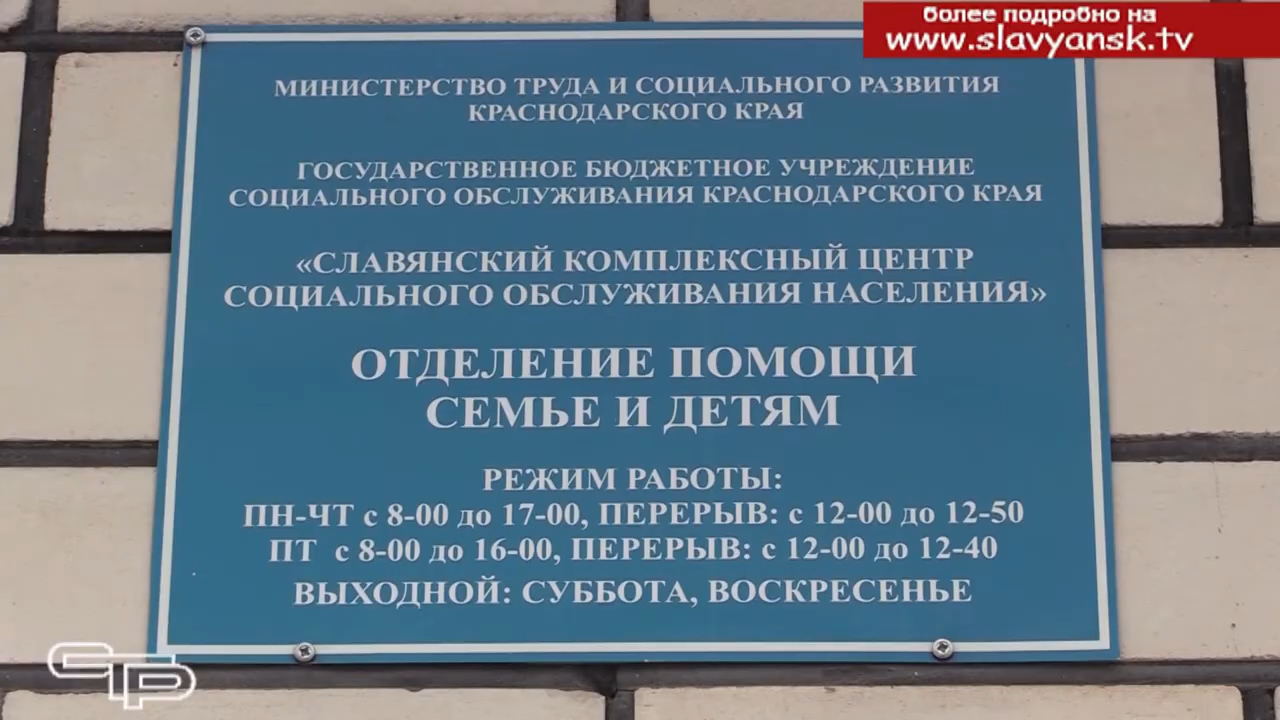 более подробно на
www.slavyansk.tv
МИНИСТЕРСТВО ТРУДА И СОЦИАЛЬНОГО РАЗВИТИЯ
КРАСНОДАРСКОГО КРАЯ
ГОСУДАРСТВЕННОЕ БЮДЖЕТНОЕ УЧРЕЖДЕНИЕ
СОЦИАЛЬНОГО ОБСЛУЖИВАНИЯ КРАСНОДАРСКОГО КРАЯ
«СЛАВЯНСКИЙ КОМПЛЕКСНЫЙ ЦЕНТР
СОЦИАЛЬНОГО ОБСЛУЖИВАНИЯ НАСЕЛЕНИЯ»
ОТДЕЛЕНИЕ ПОМОЩИ
СЕМЬЕ И ДЕТЯМ
РЕЖИМ РАБОТЫ:
ПН-ЧТ с 8-00 до 17-00, ПЕРЕРЫВ: с 12-00 до 12-50
ПТ с 8-00 до 16-00, ПЕРЕРЫВ: с 12-00 до 12-40
ВЫХОДНОЙ: СУББОТА, ВОСКРЕСЕНЬЕ